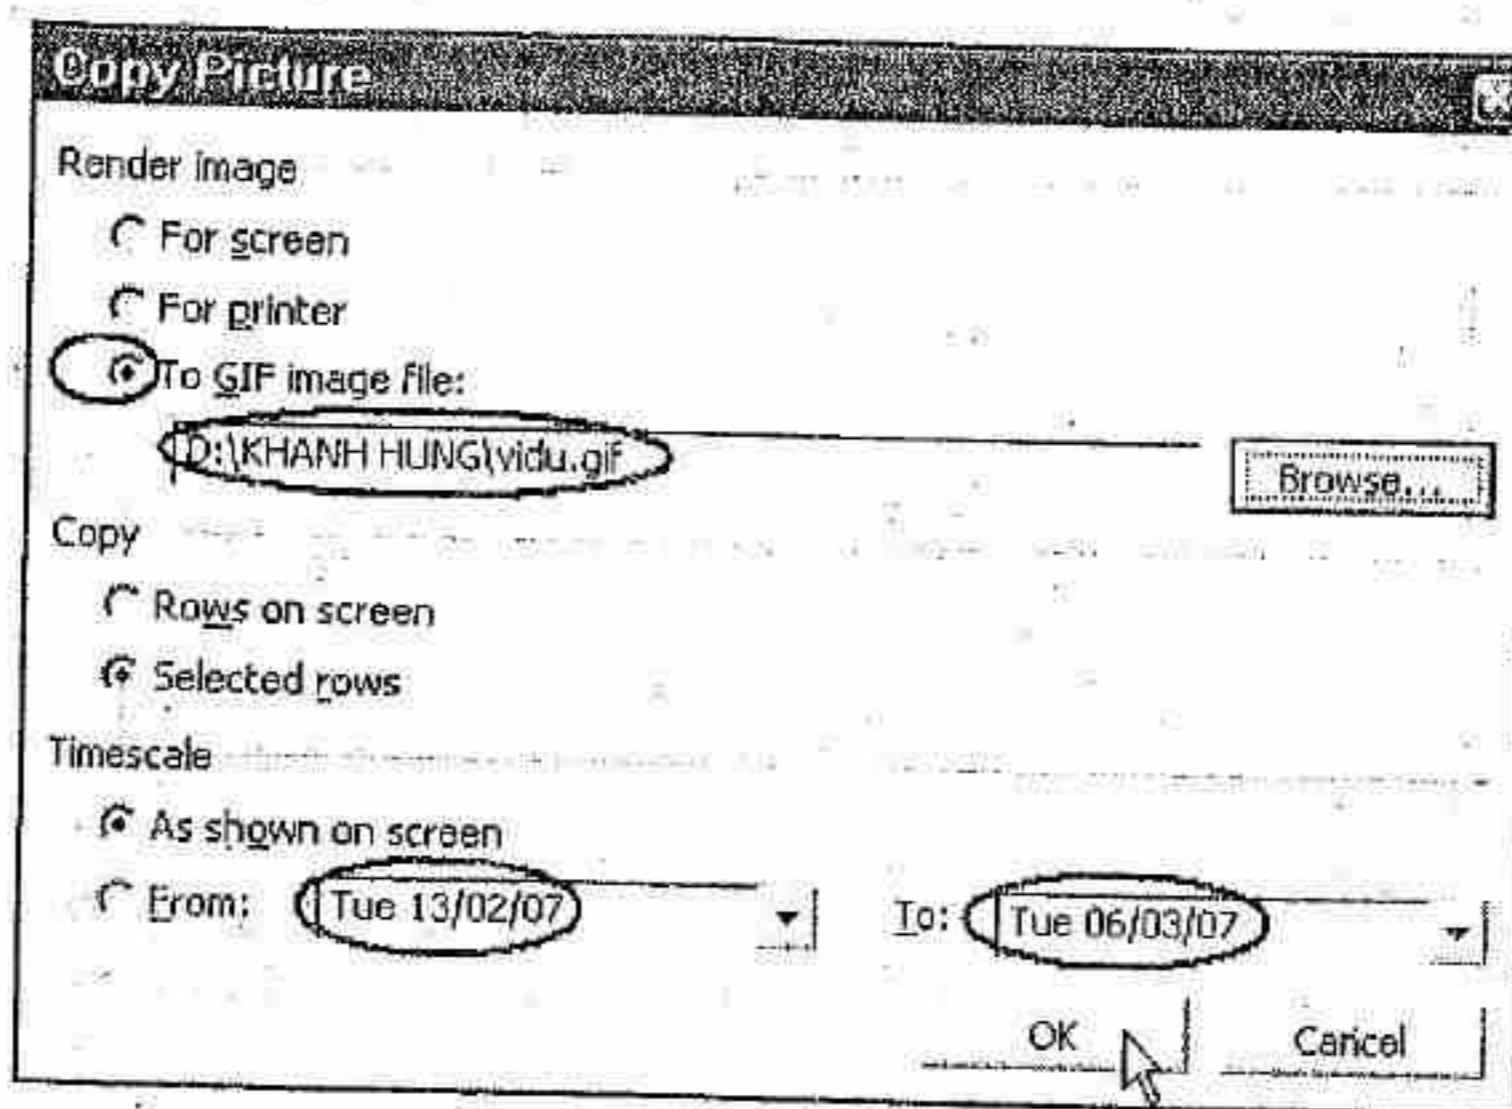 Copy Picture
Render image
For screen
For printer
To GIF image file:
D:\KHANH HUNG\vidu.gif
Browse...
Copy
Rows on screen
Selected rows
Timescale
As shown on screen
From: Tue 13/02/07 To: Tue 06/03/07
OK Cancel